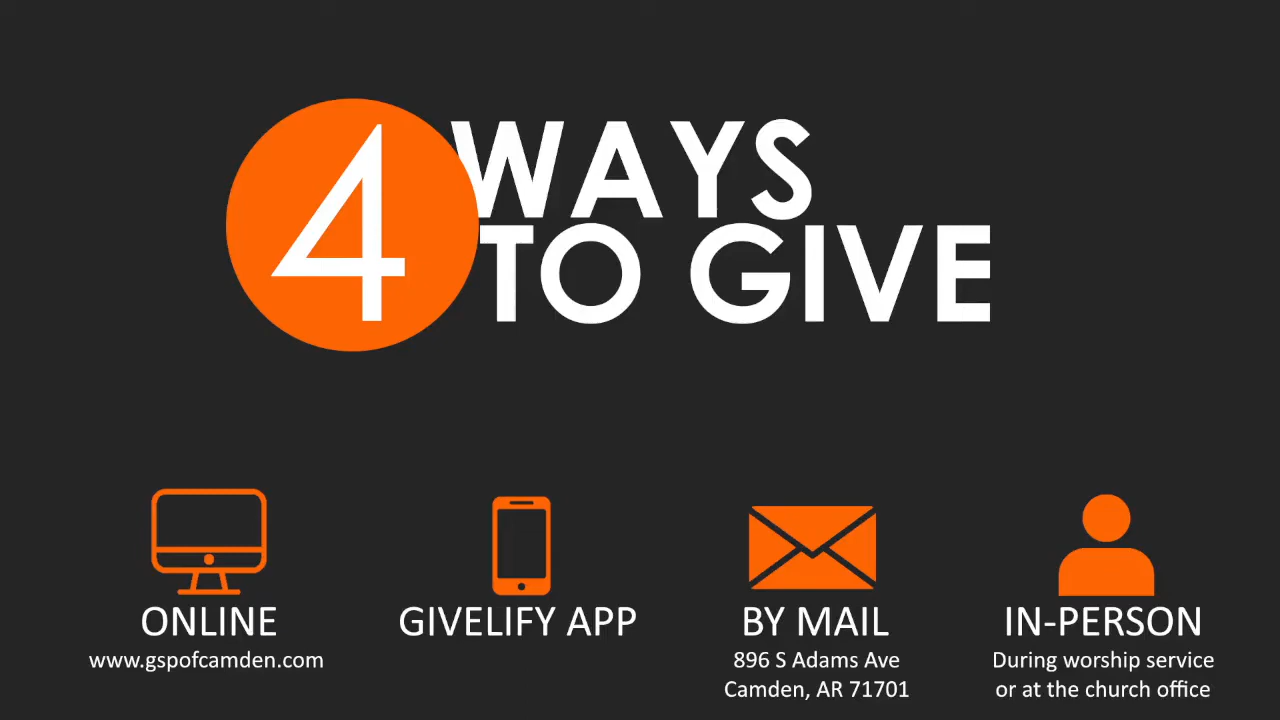 4 WAYS
TO GIVE
ONLINE
www.gspofcamden.com
GIVELIFY APP
BY MAIL
896 S Adams Ave
Camden, AR 71701
IN-PERSON
During worship service
or at the church office